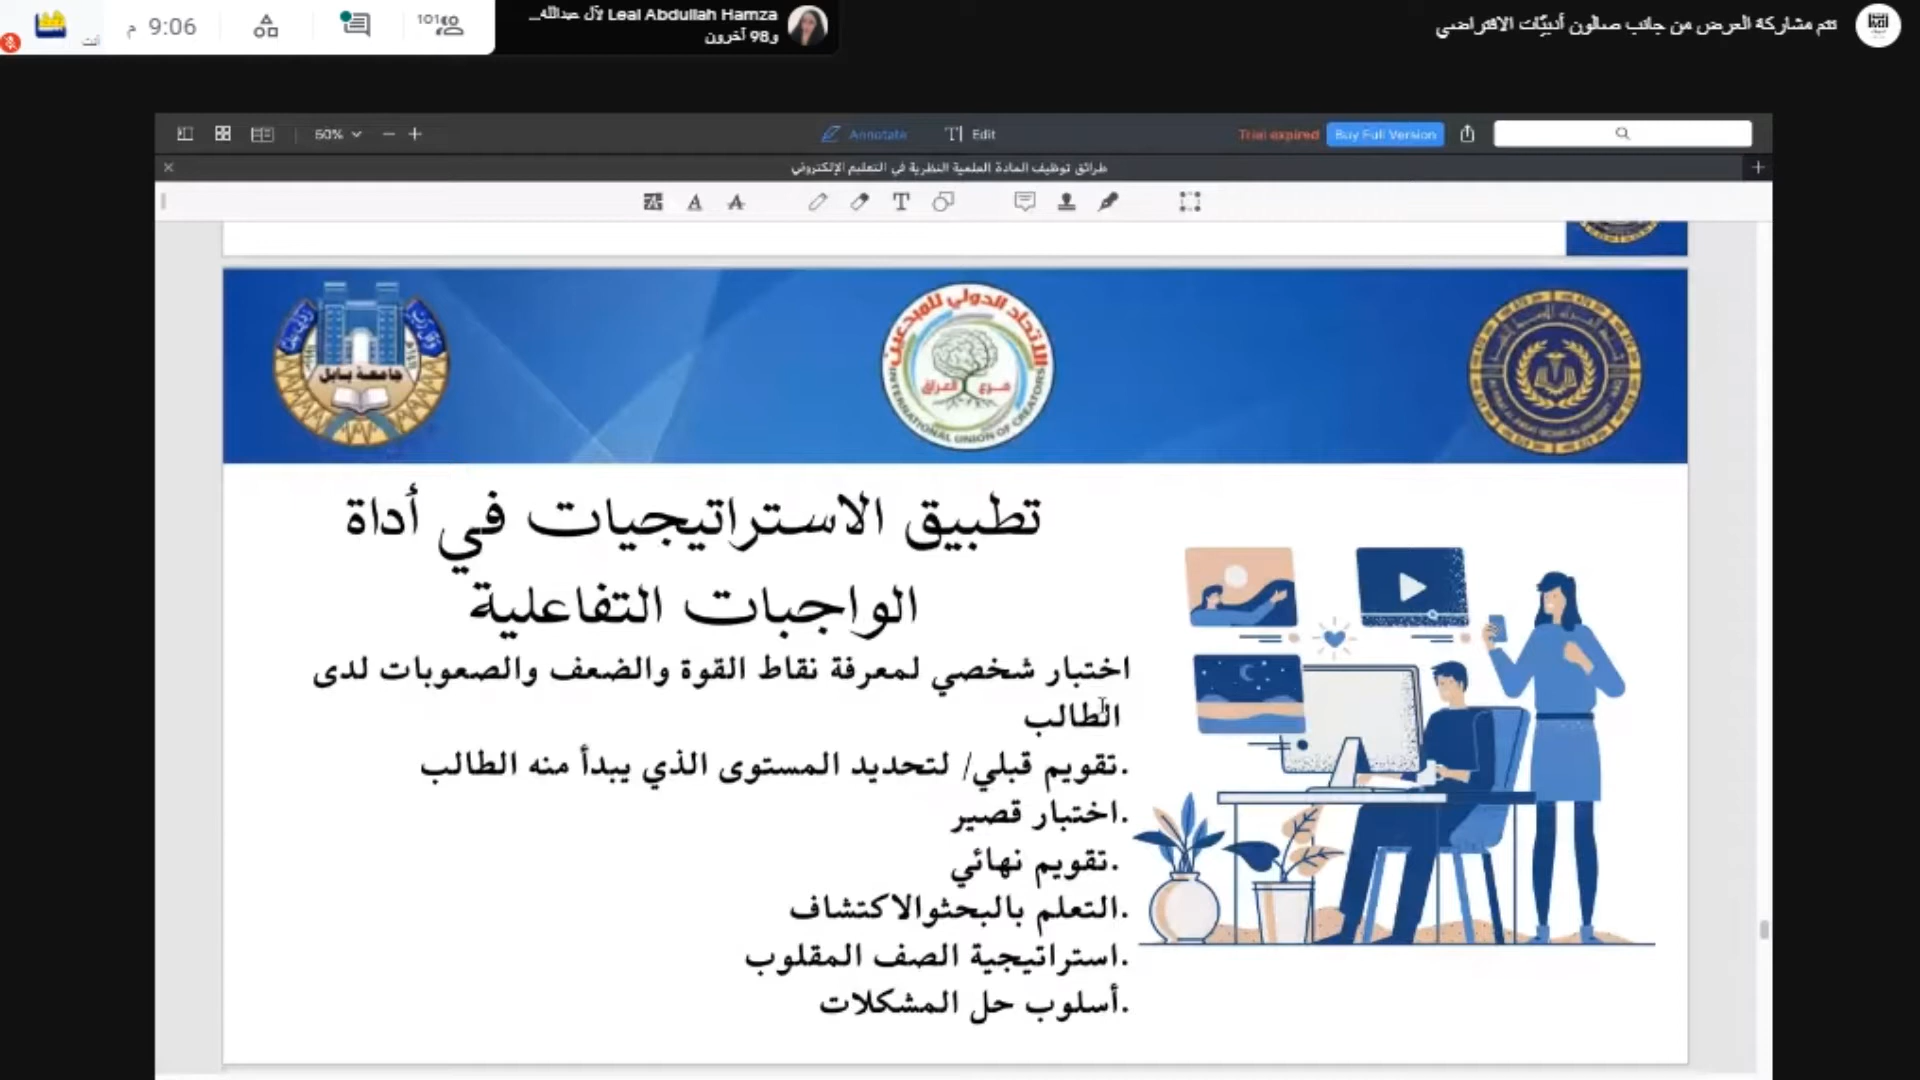 تتم مشاركة العرض من جانب صالون أدبيّات الافتراضي
Leal Abdullah Hamza لآل عبدالله...
و98 آخرون
101
9:06 م
أنت
50%
Annotate
Edit
Trial expired
Buy Full Version
طرائق توظيف المادة العلمية النظرية في التعليم الإلكتروني
جامعة بابل
الاتحاد الدولي للمبدعين
فرع العراق
INTERNATIONAL UNION OF CREATORS
تطبيق الاستراتيجيات في أداة
الواجبات التفاعلية
اختبار شخصي لمعرفة نقاط القوة والضعف والصعوبات لدى
الطالب
.تقويم قبلي/ لتحديد المستوى الذي يبدأ منه الطالب
.اختبار قصير
.تقويم نهائي
.التعلم بالبحثوالاكتشاف
.استراتيجية الصف المقلوب
.أسلوب حل المشكلات